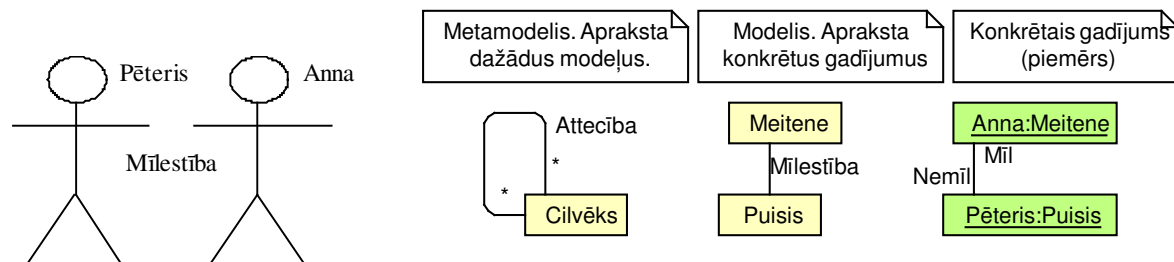 Pēteris
Anna
Mīlestība
Metamodelis. Apraksta
dažādus modeļus.
Modelis. Apraksta
konkrētus gadījumus
Konkrētais gadījums
(piemērs)
Attecība
*
*
Cilvēks
Meitene
Mīlestība
Puisis
Anna:Meitene
Mīl
Nemīl
Pēteris:Puisis